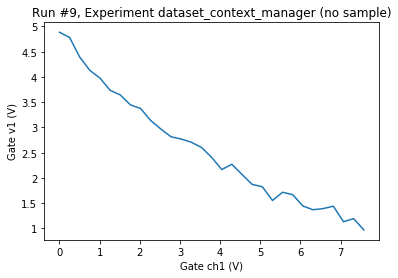 Run #9, Experiment dataset_context_manager (no sample)
5
4.5
4
3.5
3
2.5
2
1.5
1
Gate v1 (V)
0 1 2 3 4 5 6 7
Gate ch1 (V)